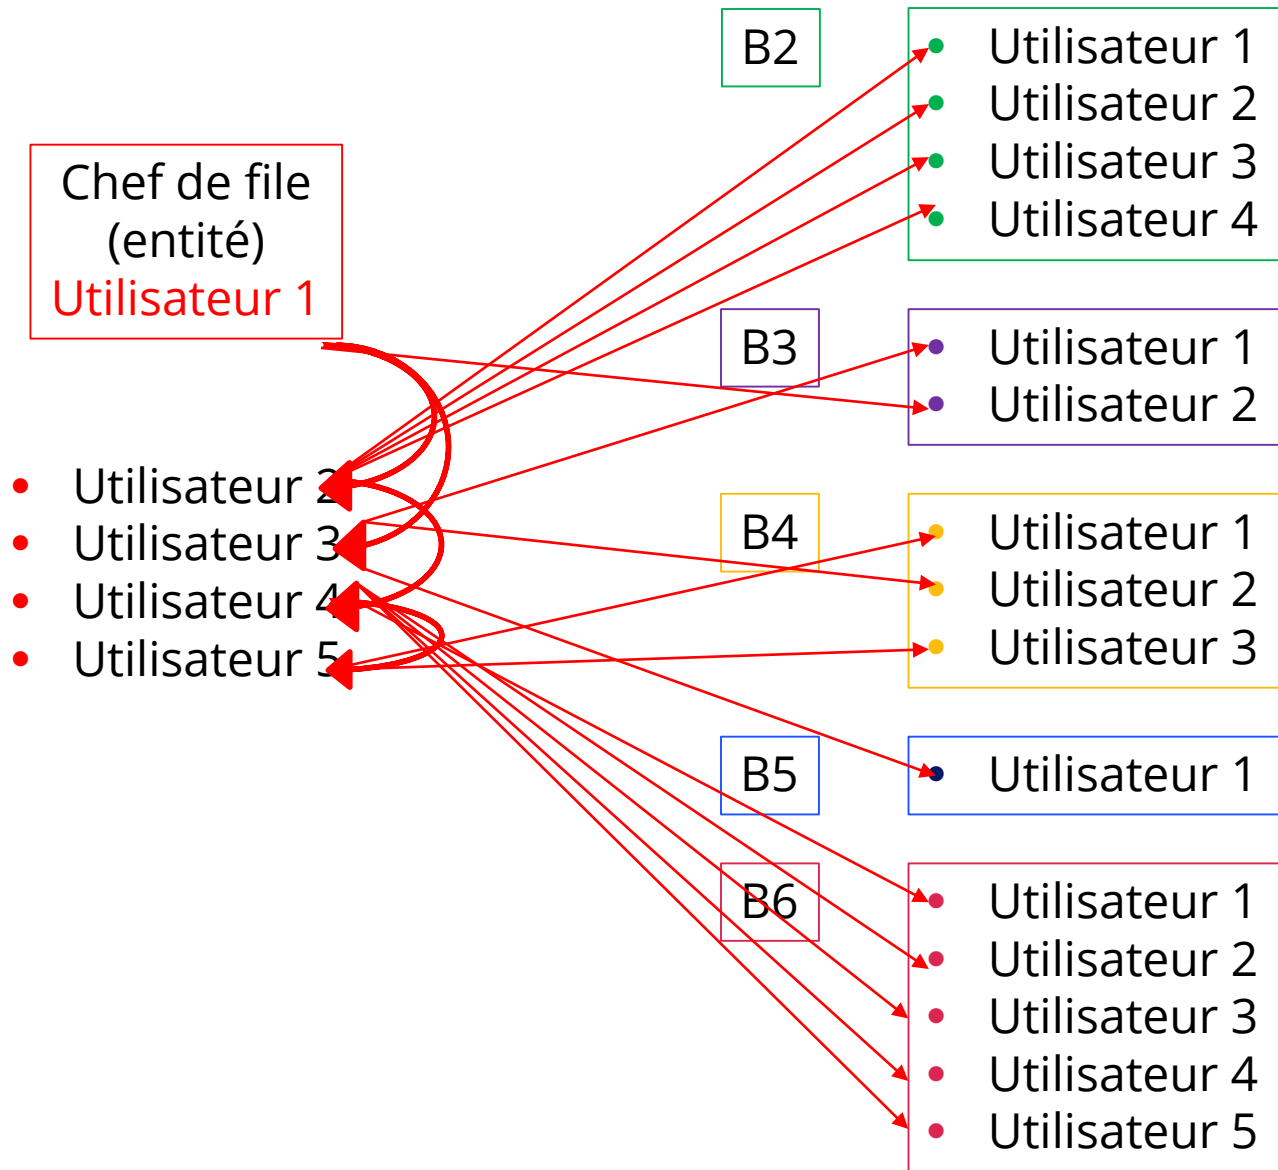 Chef de file
(entité)
Utilisateur 1
• Utilisateur 2
• Utilisateur 3
• Utilisateur 4
• Utilisateur 5
B2
• Utilisateur 1
• Utilisateur 2
• Utilisateur 3
• Utilisateur 4
B3
• Utilisateur 1
• Utilisateur 2
B4
• Utilisateur 1
• Utilisateur 2
• Utilisateur 3
B5
• Utilisateur 1
B6
• Utilisateur 1
• Utilisateur 2
• Utilisateur 3
• Utilisateur 4
• Utilisateur 5